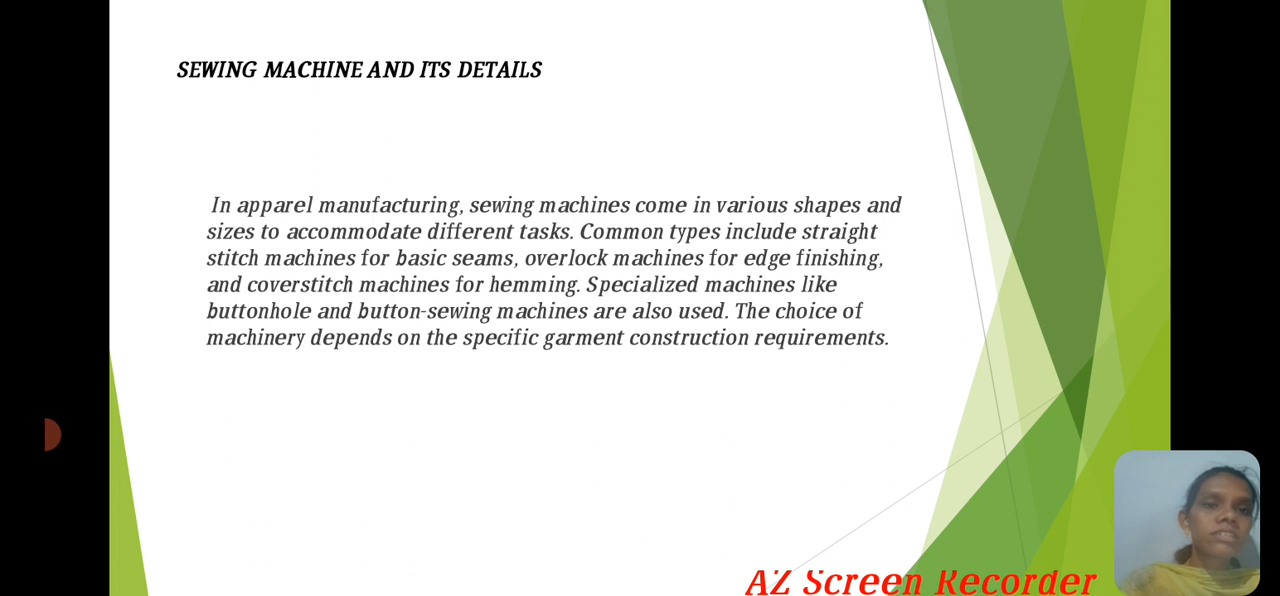 SEWING MACHINE AND ITS DETAILS
In apparel manufacturing, sewing machines come in various shapes and
sizes to accommodate different tasks. Common types include straight
stitch machines for basic seams, overlock machines for edge finishing,
and coverstitch machines for hemming. Specialized machines like
buttonhole and button-sewing machines are also used. The choice of
machinery depends on the specific garment construction requirements.
AZ Screen Recorder